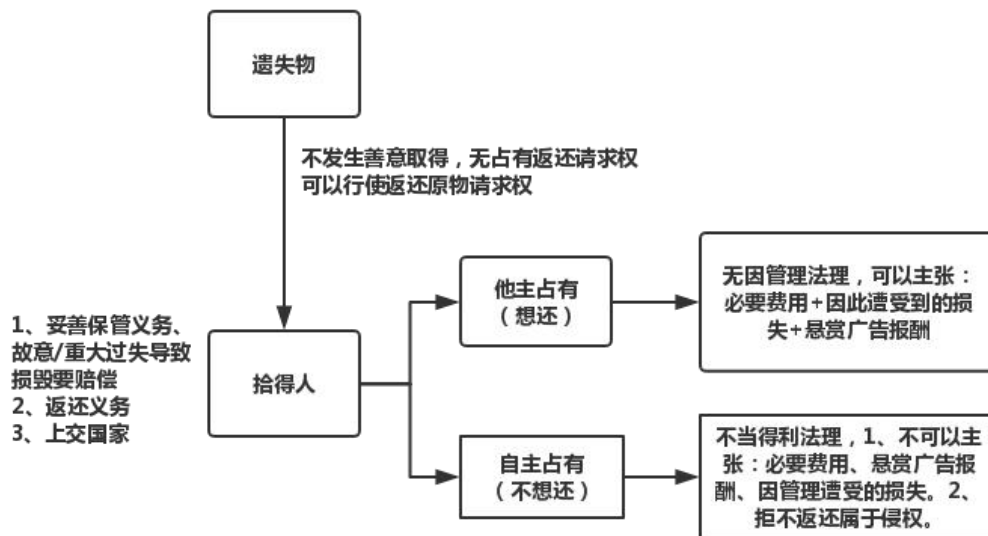 遗失物
不发生善意取得，无占有返还请求权
可以行使返还原物请求权
1、妥善保管义务、
故意/重大过失导致
损毁要赔偿
2、返还义务
3、上交国家
拾得人
他主占有
（想还）
无因管理法理，可以主张：
必要费用+因此遭受到的损
失+悬赏广告报酬
自主占有
（不想还）
不当得利法理，1、不可以主
张：必要费用、悬赏广告报
酬、因管理遭受的损失。2、
拒不返还属于侵权。